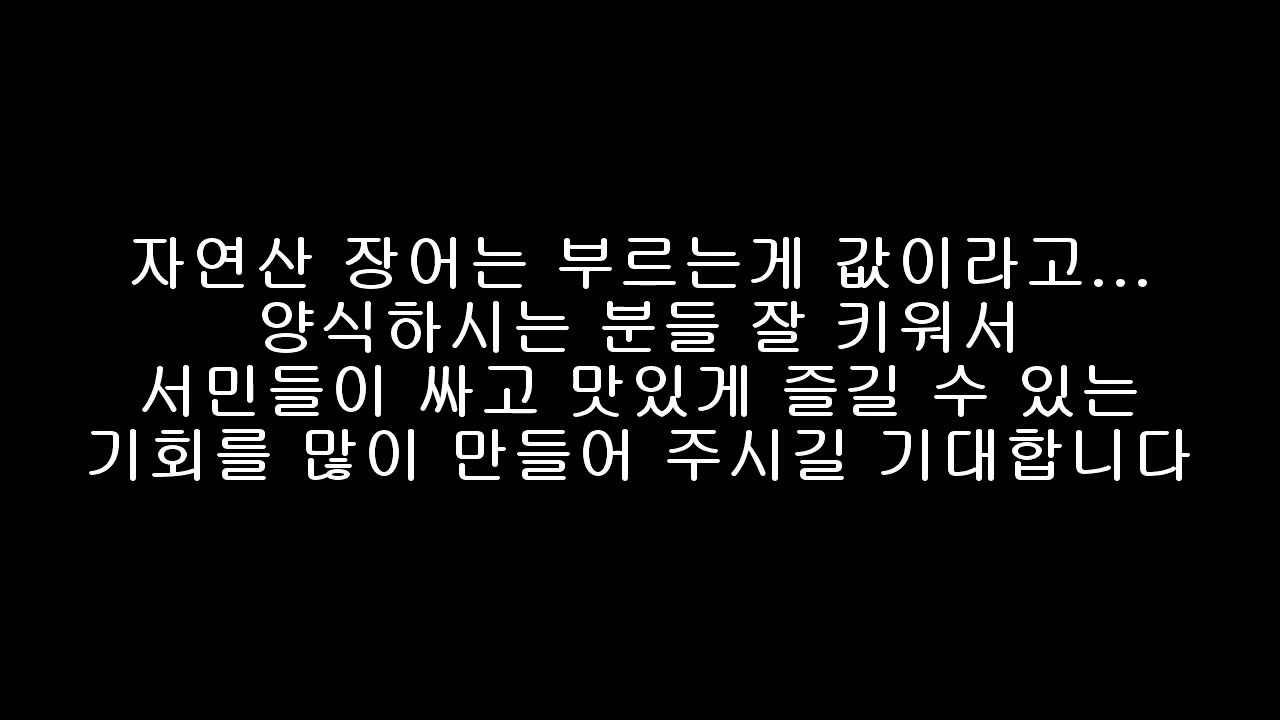 자연산 장어는 부르는게 값이라고...
양식하시는 분들 잘 키워서
서민들이 싸고 맛있게 즐길 수 있는
기회를 많이 만들어 주시길 기대합니다